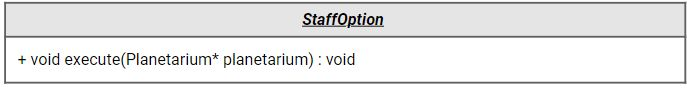 StaffOption
+ void execute(Planetarium* planetarium) : void